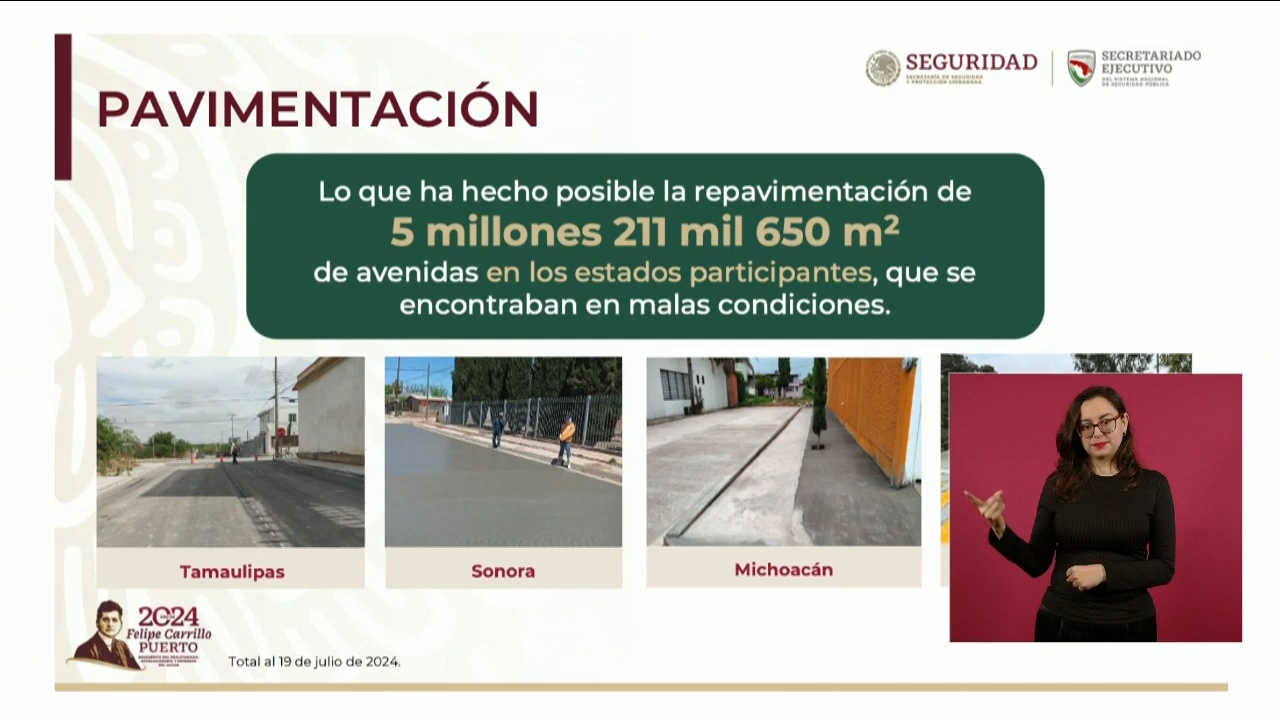 SEGURIDAD
SECRETARÍA DE SEGURIDAD
Y PROTECCIÓN CIUDADANA
SECRETARIADO
EJECUTIVO
DEL SISTEMA NACIONAL
DE SEGURIDAD PÚBLICA
PAVIMENTACIÓN
Lo que ha hecho posible la repavimentación de
5 millones 211 mil 650 m²
de avenidas en los estados participantes, que se
encontraban en malas condiciones.
Tamaulipas
Sonora
Michoacán
2024
Felipe Carrillo
PUERTO
Total al 19 de julio de 2024.